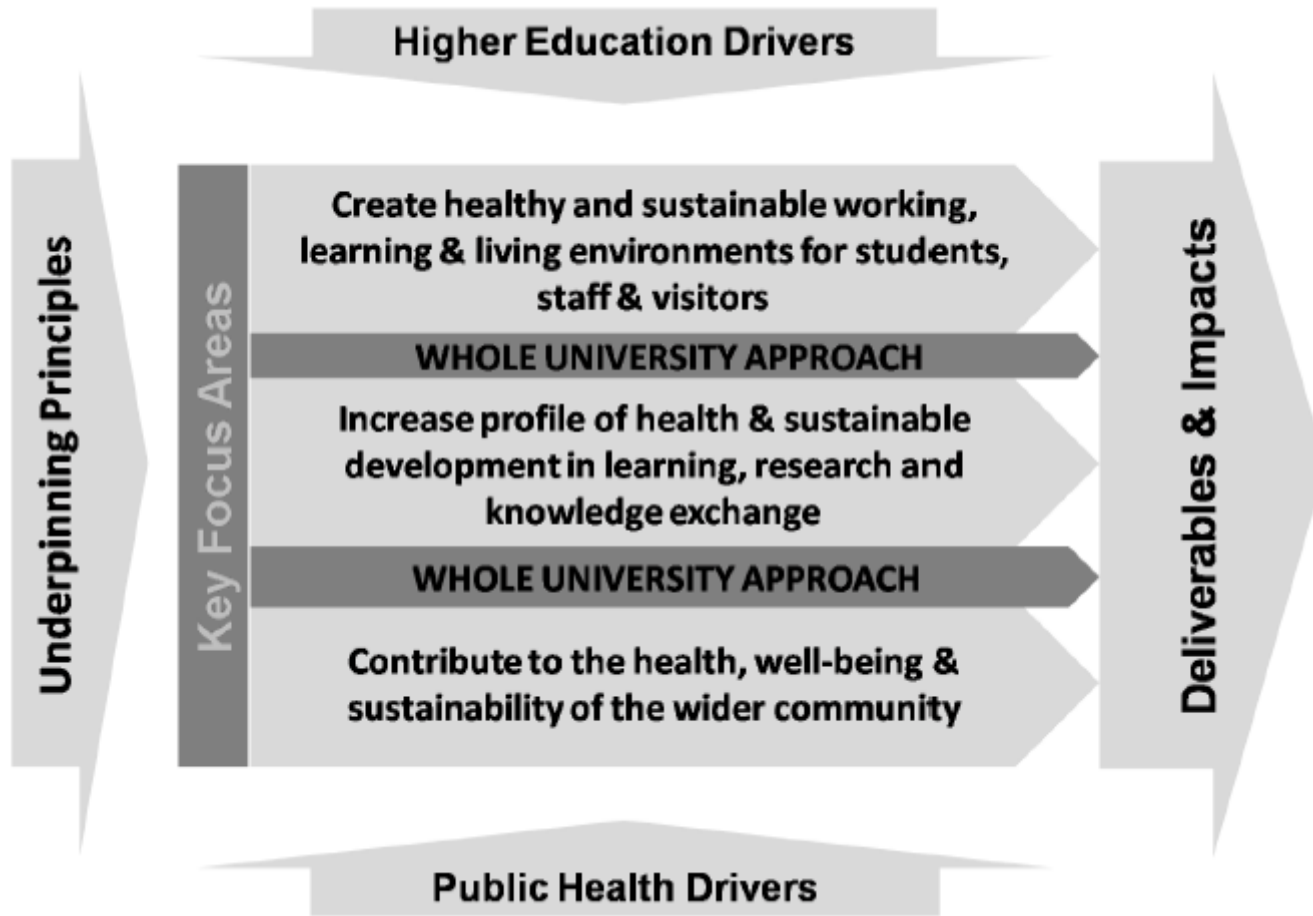 Higher Education Drivers
Underpinning Principles
Key Focus Areas
Create healthy and sustainable working,
learning & living environments for students,
staff & visitors
WHOLE UNIVERSITY APPROACH
Increase profile of health & sustainable
development in learning, research and
knowledge exchange
WHOLE UNIVERSITY APPROACH
Contribute to the health, well-being &
sustainability of the wider community
Deliverables & Impacts
Public Health Drivers